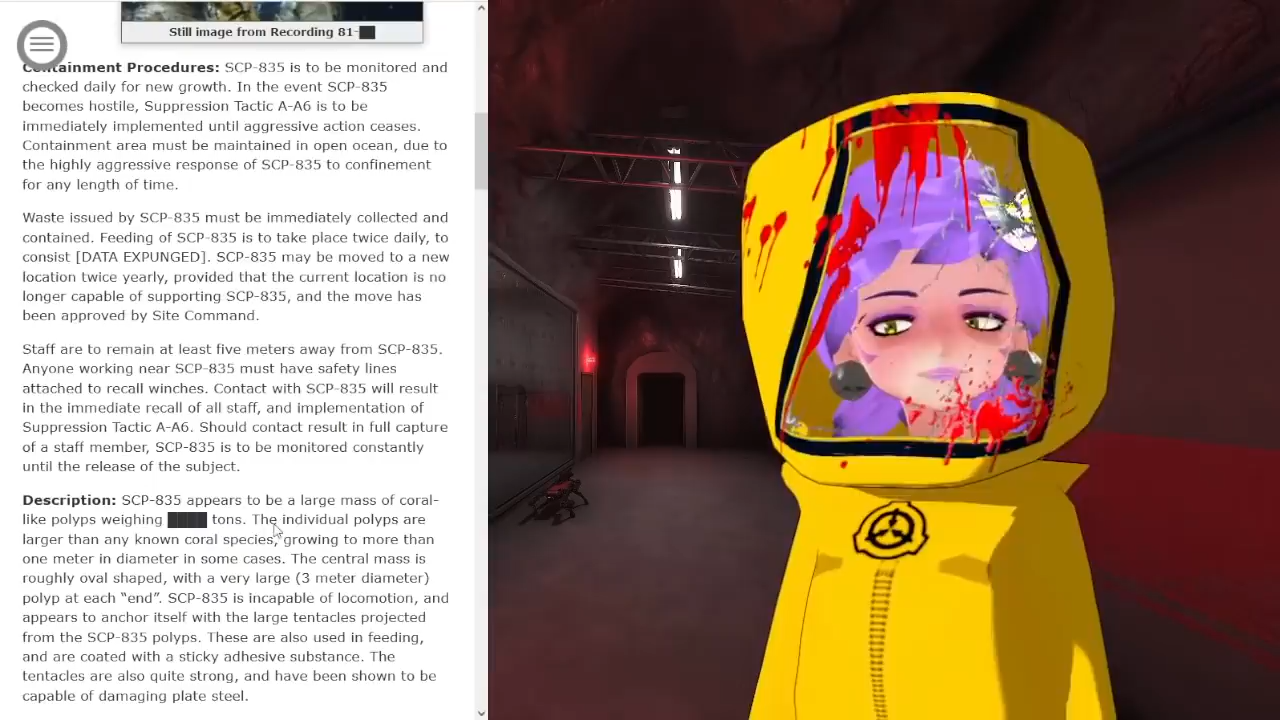 Still image from Recording 81-██
Containment Procedures: SCP-835 is to be monitored and
checked daily for new growth. In the event SCP-835
becomes hostile, Suppression Tactic A-A6 is to be
immediately implemented until aggressive action ceases.
Containment area must be maintained in open ocean, due to
the highly aggressive response of SCP-835 to confinement
for any length of time.
Waste issued by SCP-835 must be immediately collected and
contained. Feeding of SCP-835 is to take place twice daily, to
consist [DATA EXPUNGED]. SCP-835 may be moved to a new
location twice yearly, provided that the current location is no
longer capable of supporting SCP-835, and the move has
been approved by Site Command.
Staff are to remain at least five meters away from SCP-835.
Anyone working near SCP-835 must have safety lines
attached to recall winches. Contact with SCP-835 will result
in the immediate recall of all staff, and implementation of
Suppression Tactic A-A6. Should contact result in full capture
of a staff member, SCP-835 is to be monitored constantly
until the release of the subject.
Description: SCP-835 appears to be a large mass of coral-
like polyps weighing ████ tons. The individual polyps are
larger than any known coral species, growing to more than
one meter in diameter in some cases. The central mass is
roughly oval shaped, with a very large (3 meter diameter)
polyp at each “end”. SCP-835 is incapable of locomotion, and
appears to anchor itself with the large tentacles projected
from the SCP-835 polyps. These are also used in feeding,
and are coated with a sticky adhesive substance. The
tentacles are also quite strong, and have been shown to be
capable of damaging plate steel.